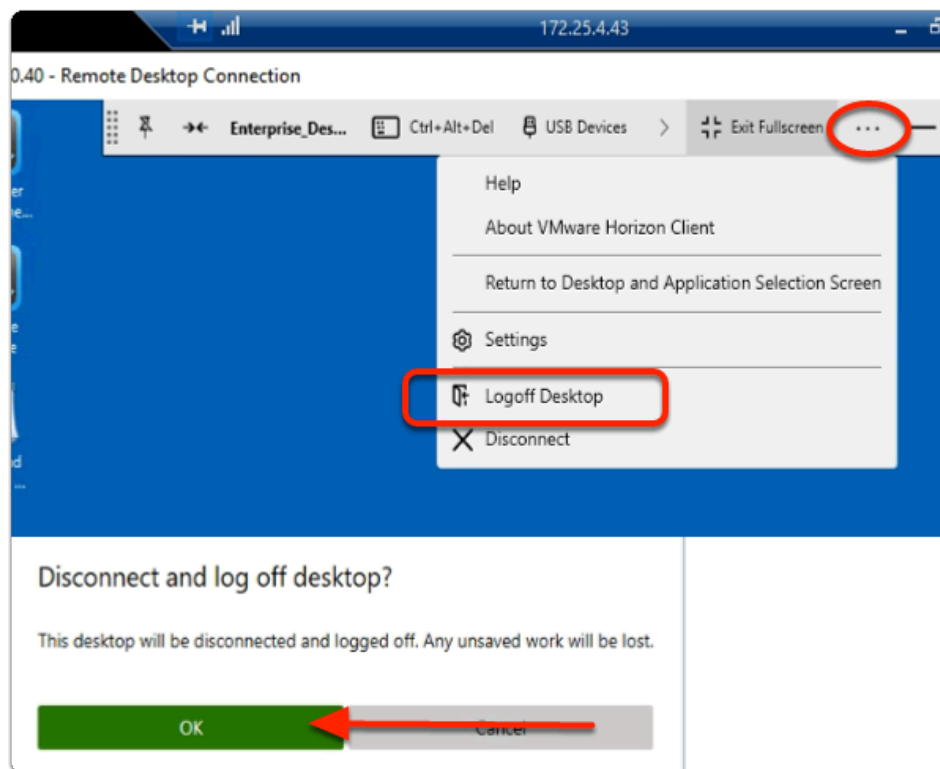 172.25.4.43
0.40 - Remote Desktop Connection
Enterprise_Des... Ctrl+Alt+Del USB Devices Exit Fullscreen ...
er
e...
Help
About VMware Horizon Client
Return to Desktop and Application Selection Screen
e
e
Settings
Logoff Desktop
Disconnect
d
...
Disconnect and log off desktop?
This desktop will be disconnected and logged off. Any unsaved work will be lost.
OK Cancel